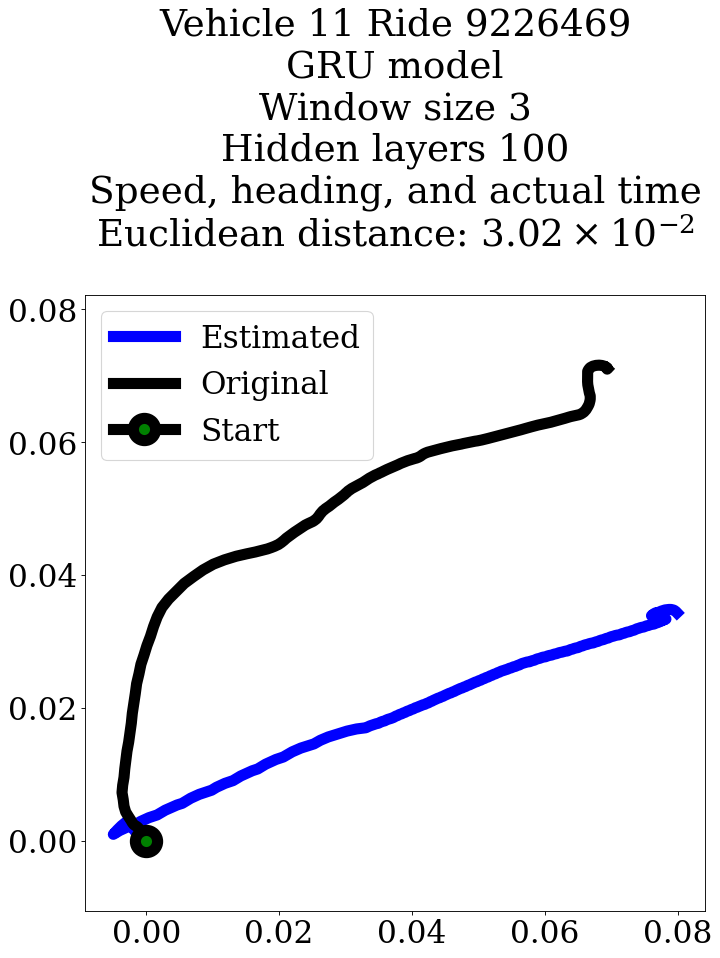 Vehicle 11 Ride 9226469
GRU model
Window size 3
Hidden layers 100
Speed, heading, and actual time
Euclidean distance: 3.02 × 10⁻²
0.08
0.06
0.04
0.02
0.00
Estimated
Original
Start
0.00 0.02 0.04 0.06 0.08